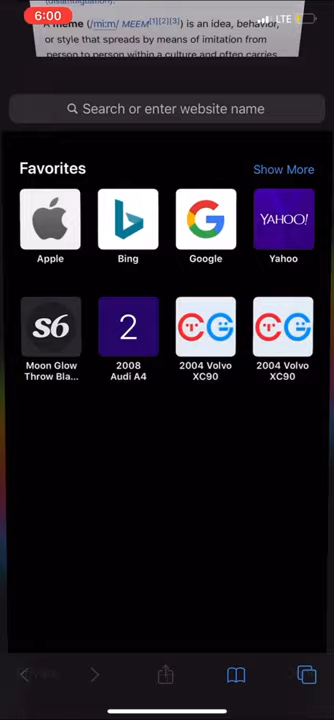 6:00
LTE
A meme (/miːm/ MEEM[1][2][3]) is an idea, behavior,
or style that spreads by means of imitation from
person to person within a culture and often carries
Search or enter website name
Favorites
Show More
Apple
Bing
Google
YAHOO!
Yahoo
s6
Moon Glow
Throw Bla...
2
2008
Audi A4
2004 Volvo
XC90
2004 Volvo
XC90
Private